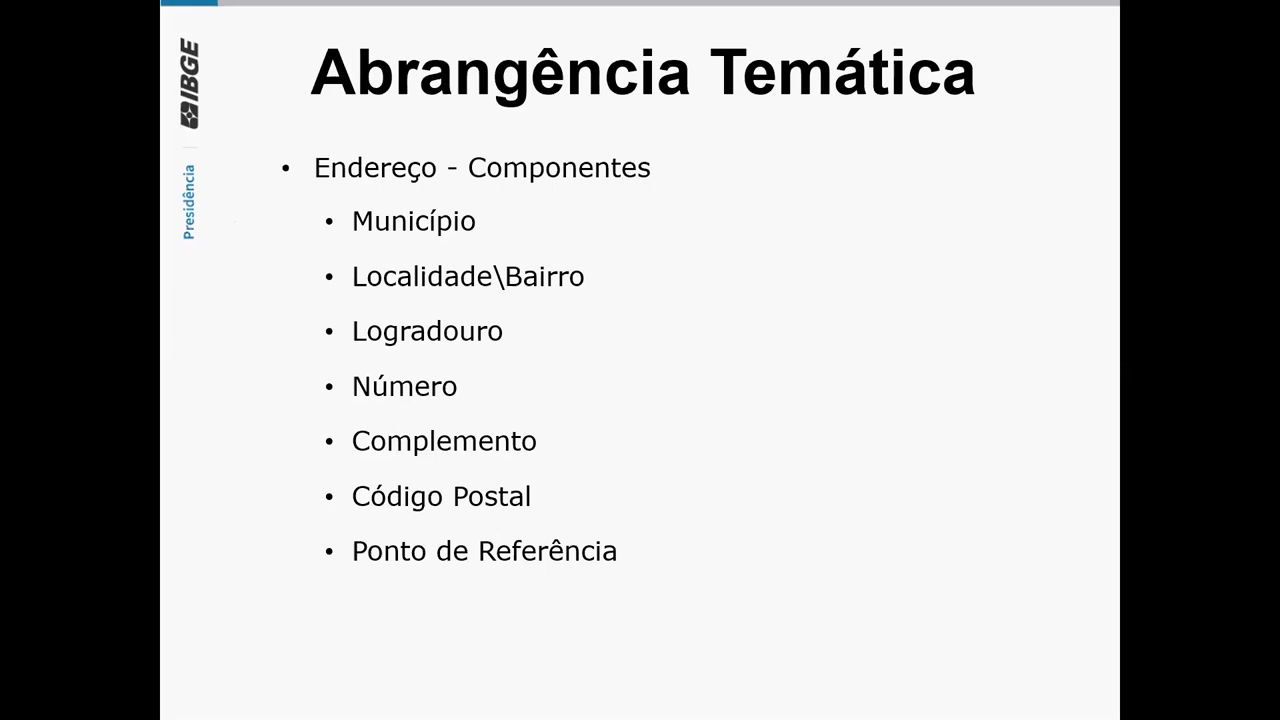 Abrangência Temática
IBGE
Presidência
• Endereço - Componentes
• Município
• Localidade\Bairro
• Logradouro
• Número
• Complemento
• Código Postal
• Ponto de Referência